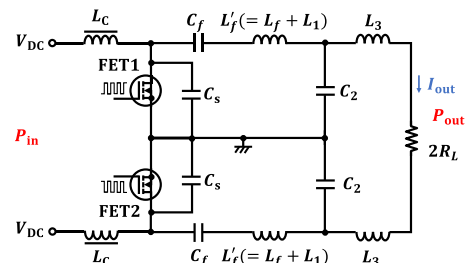 L_C C_f L'_f(= L_f + L_1) L_3
V_DC
FET1
C_s C_2 I_out
P_in P_out
2R_L
C_s C_2
FET2
V_DC
L_C C_f L'_f(= L_f + L_1) L_3